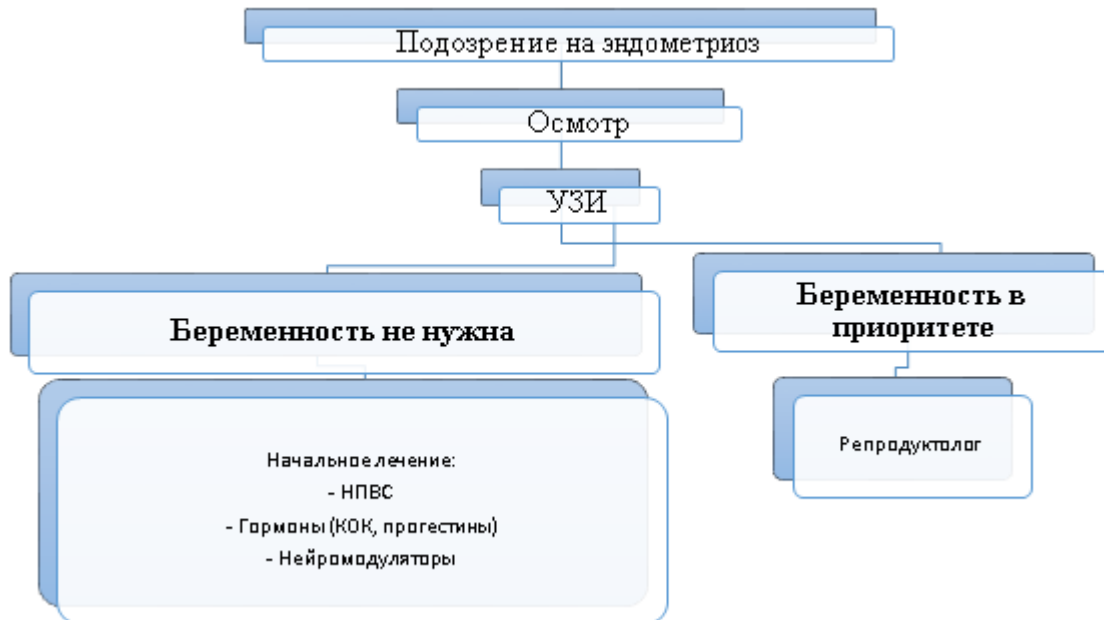 Подозрение на эндометриоз
Осмотр
УЗИ
Беременность не нужна
Беременность в
приоритете
Начальное лечение:
- НПВС
- Гормоны (КОК, прогестины)
- Нейромодуляторы
Репродуктолог